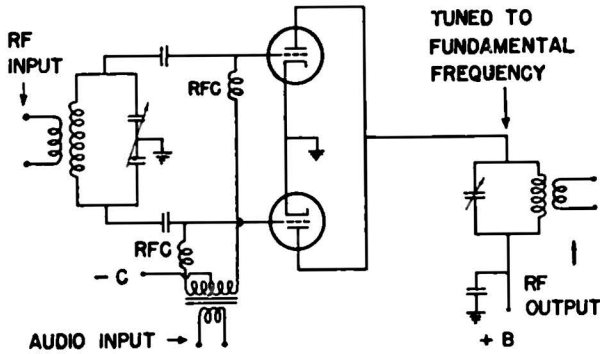 RF
INPUT
RFC
TUNED TO
FUNDAMENTAL
FREQUENCY
RFC
- C
AUDIO INPUT
RF
OUTPUT
+ B